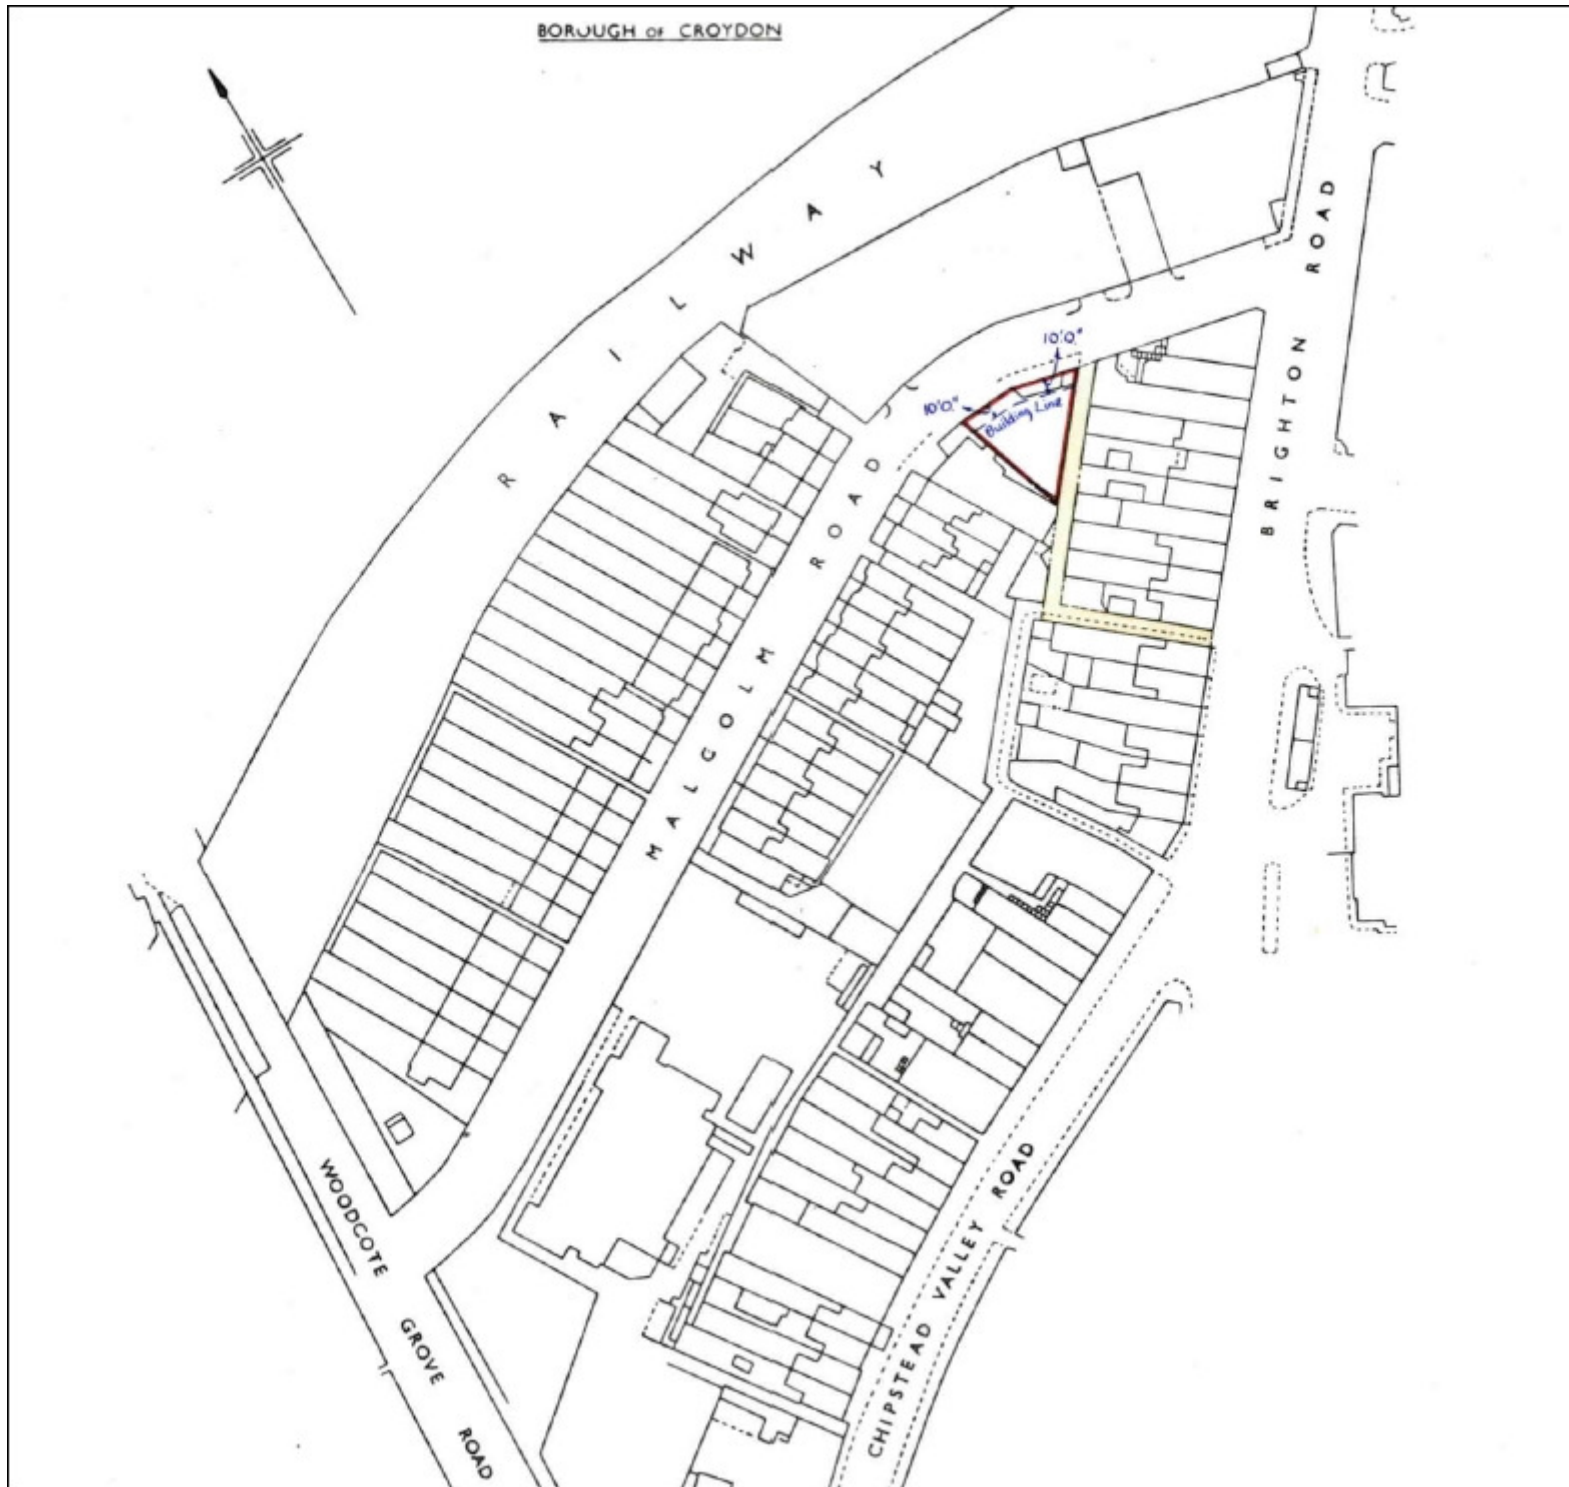 BOROUGH OF CROYDON
RAILWAY
BRIGHTON ROAD
10'.0"
10'.0"
Building Line
MALCOLM ROAD
WOODCOTE GROVE ROAD
CHIPSTEAD VALLEY ROAD